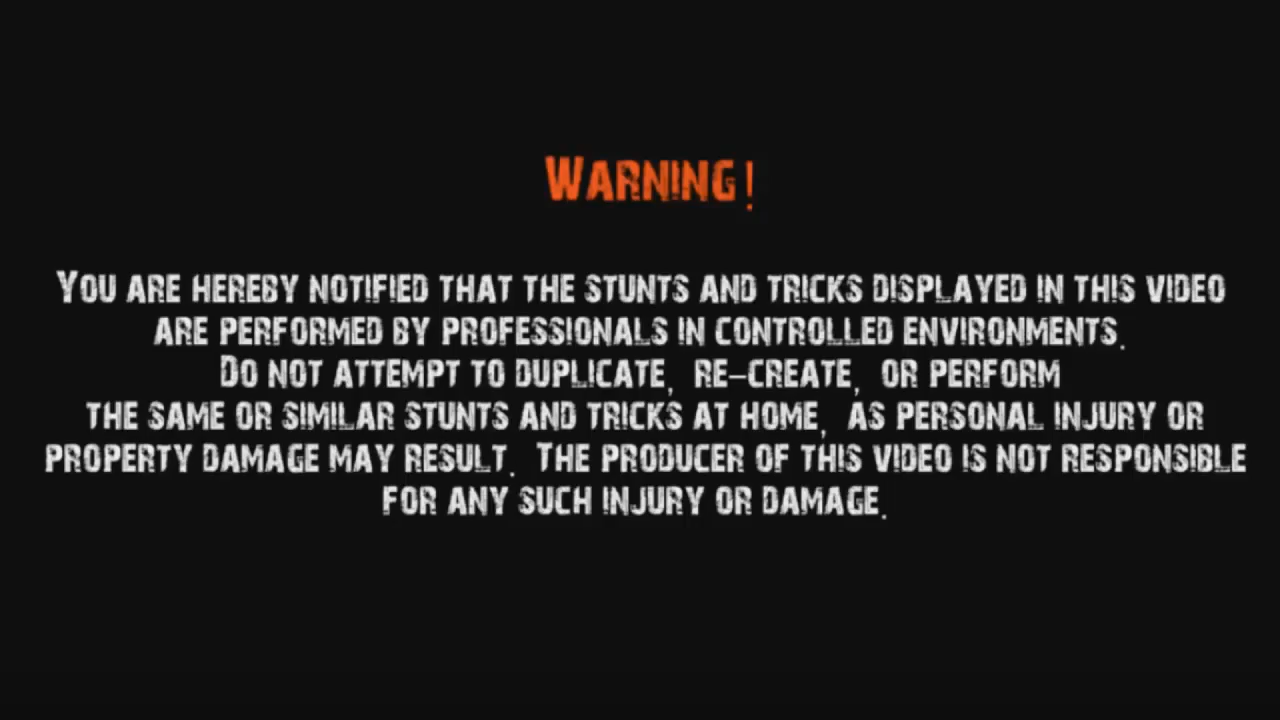 WARNING!
YOU ARE HEREBY NOTIFIED THAT THE STUNTS AND TRICKS DISPLAYED IN THIS VIDEO
ARE PERFORMED BY PROFESSIONALS IN CONTROLLED ENVIRONMENTS.
DO NOT ATTEMPT TO DUPLICATE, RE-CREATE, OR PERFORM
THE SAME OR SIMILAR STUNTS AND TRICKS AT HOME, AS PERSONAL INJURY OR
PROPERTY DAMAGE MAY RESULT. THE PRODUCER OF THIS VIDEO IS NOT RESPONSIBLE
FOR ANY SUCH INJURY OR DAMAGE.